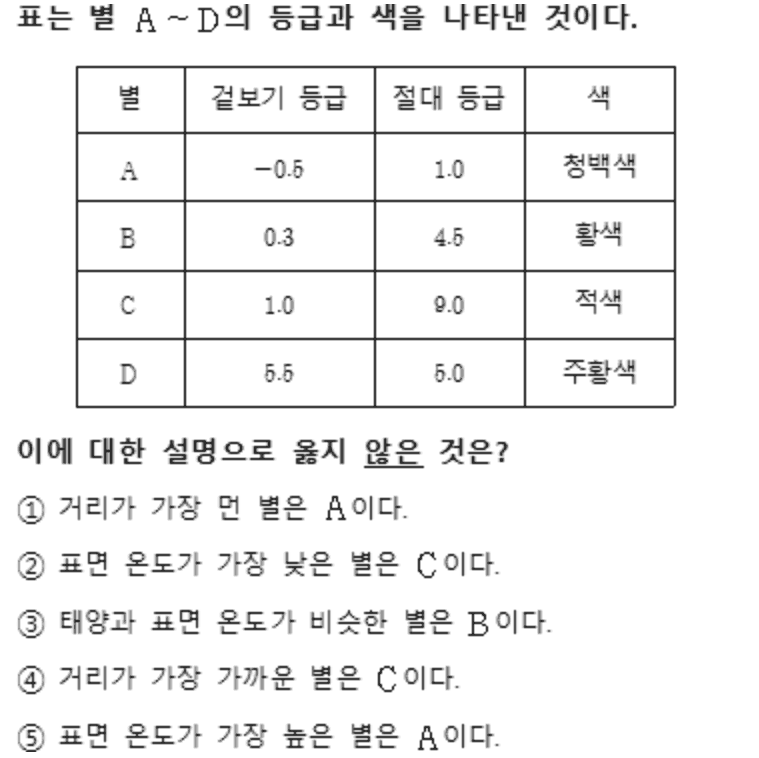 표는 별 A~D의 등급과 색을 나타낸 것이다.
별 겉보기 등급 절대 등급 색
A -0.5 1.0 청백색
B 0.3 4.5 황색
C 1.0 9.0 적색
D 5.5 5.0 주황색
이에 대한 설명으로 옳지 않은 것은?
① 거리가 가장 먼 별은 A이다.
② 표면 온도가 가장 낮은 별은 C이다.
③ 태양과 표면 온도가 비슷한 별은 B이다.
④ 거리가 가장 가까운 별은 C이다.
⑤ 표면 온도가 가장 높은 별은 A이다.